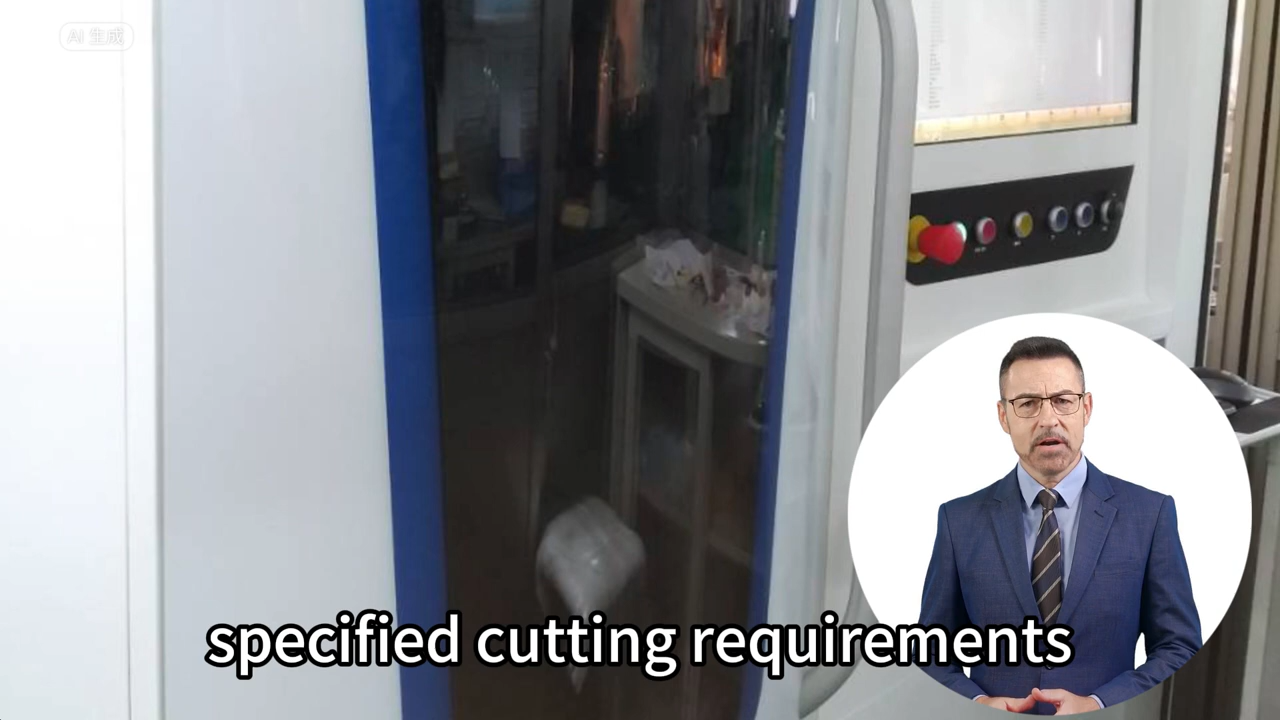 AI 生成
specified cutting requirements